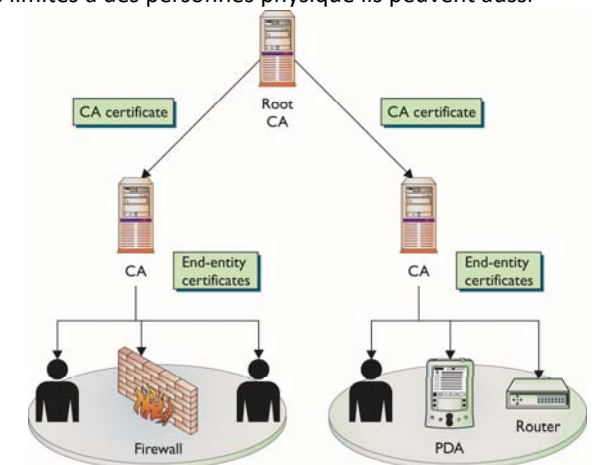 limités à des personnes physique ils peuvent aussi
Root
CA
CA certificate
CA certificate
CA
CA
End-entity
certificates
End-entity
certificates
Firewall
PDA
Router